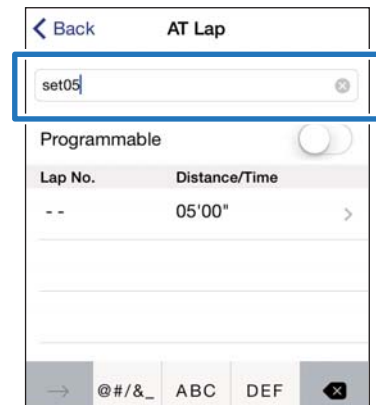 Back AT Lap
set05
Programmable
Lap No. Distance/Time
-- 05'00"
→ @#/&_ ABC DEF